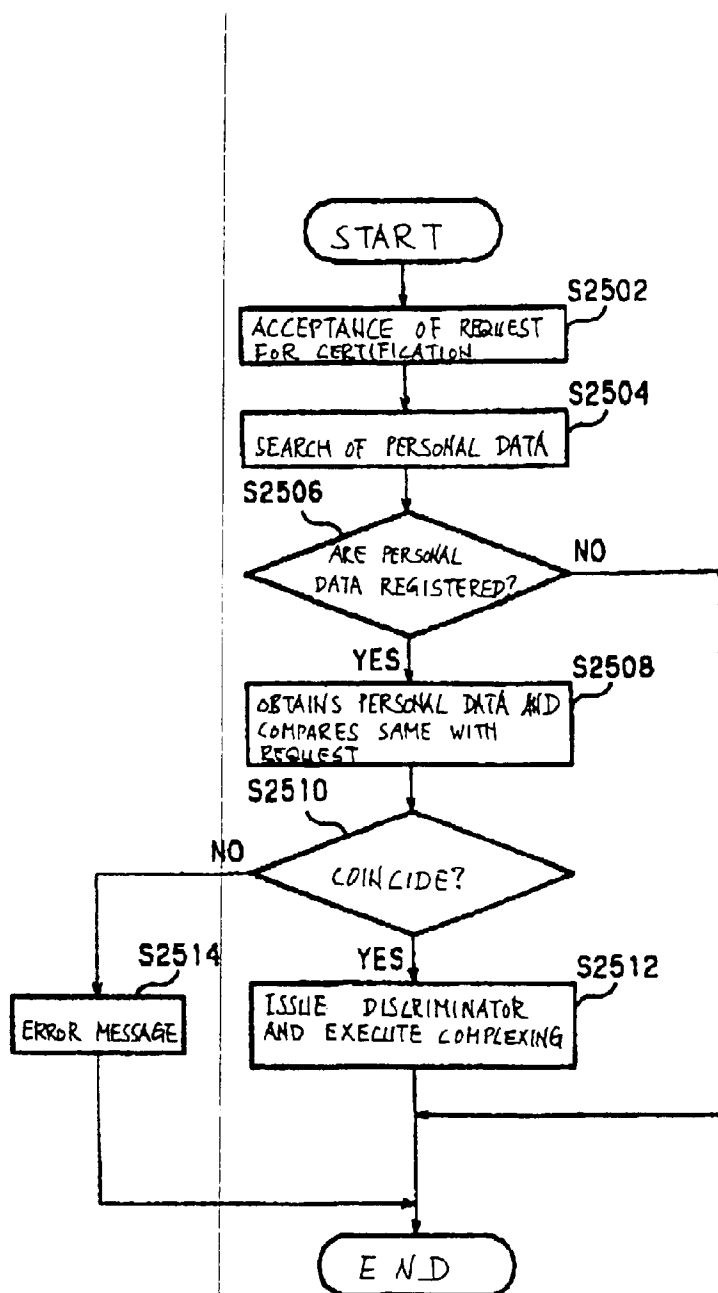 START
S2502
ACCEPTANCE OF REQUEST
FOR CERTIFICATION
S2504
SEARCH OF PERSONAL DATA
S2506
ARE PERSONAL
DATA REGISTERED?
NO
YES
S2508
OBTAINS PERSONAL DATA AND
COMPARES SAME WITH
REQUEST
S2510
NO
COINCIDE?
YES
S2514
ERROR MESSAGE
S2512
ISSUE DISCRIMINATOR
AND EXECUTE COMPLEXING
END